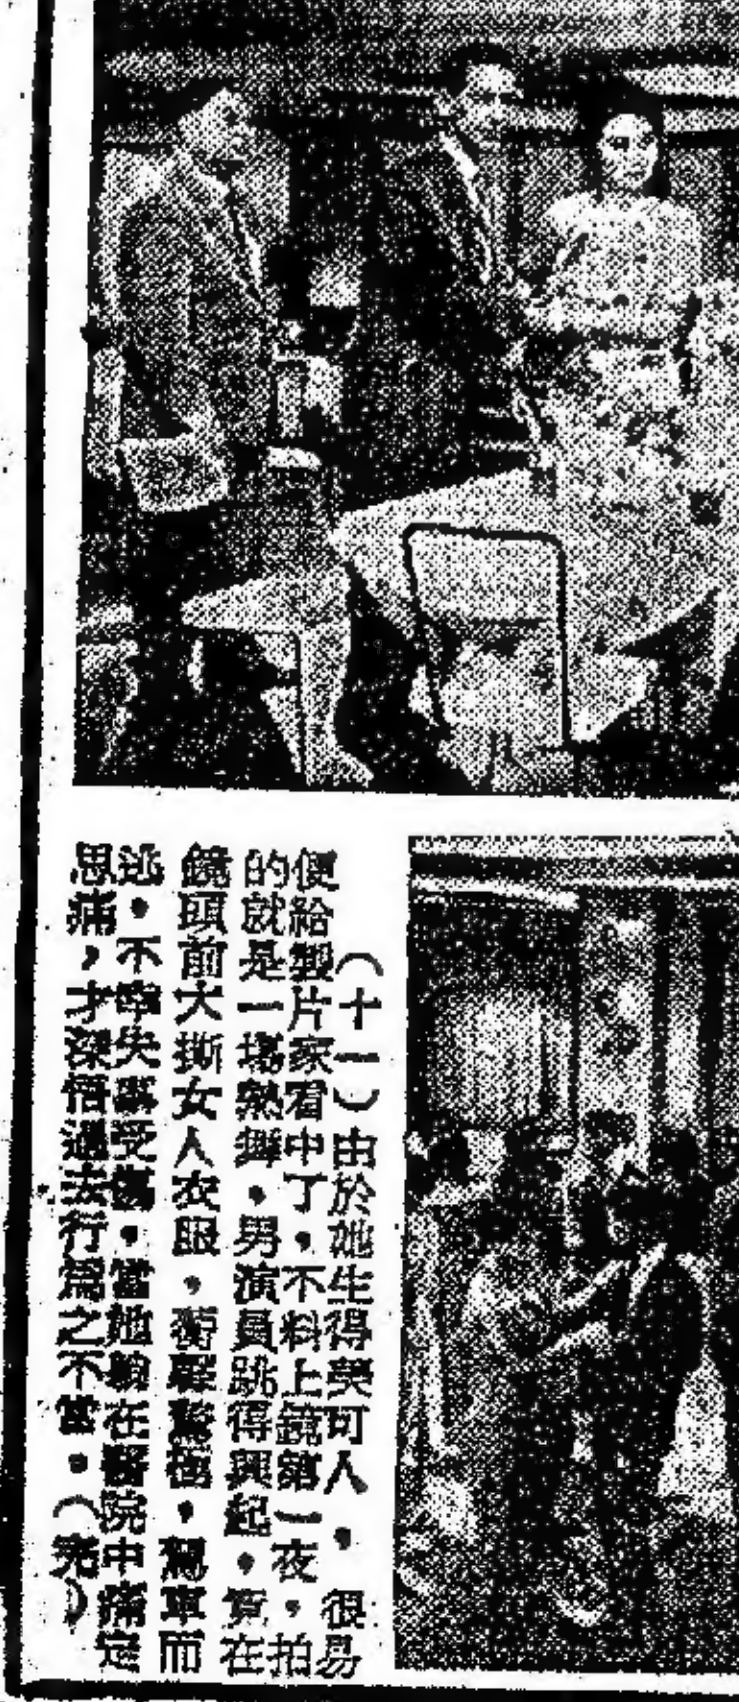 （十一）由於她生得美可人，很易
便給製片家看中了，不料上鏡第一夜，拍
的就是一場熱舞，男演員跳得興起，竟在
鏡頭前大撕女人衣服，驚極，駕車而
逃，不幸失事受傷，當她躺在醫院中痛定
思痛，才深悟過去行爲之不當。（完）